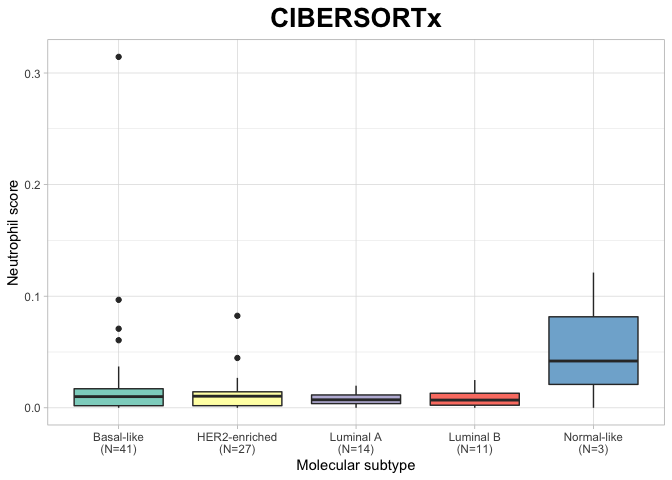 CIBERSORTx
Neutrophil score
0.3
0.2
0.1
0.0
Basal-like
(N=41)
HER2-enriched
(N=27)
Luminal A
(N=14)
Luminal B
(N=11)
Normal-like
(N=3)
Molecular subtype